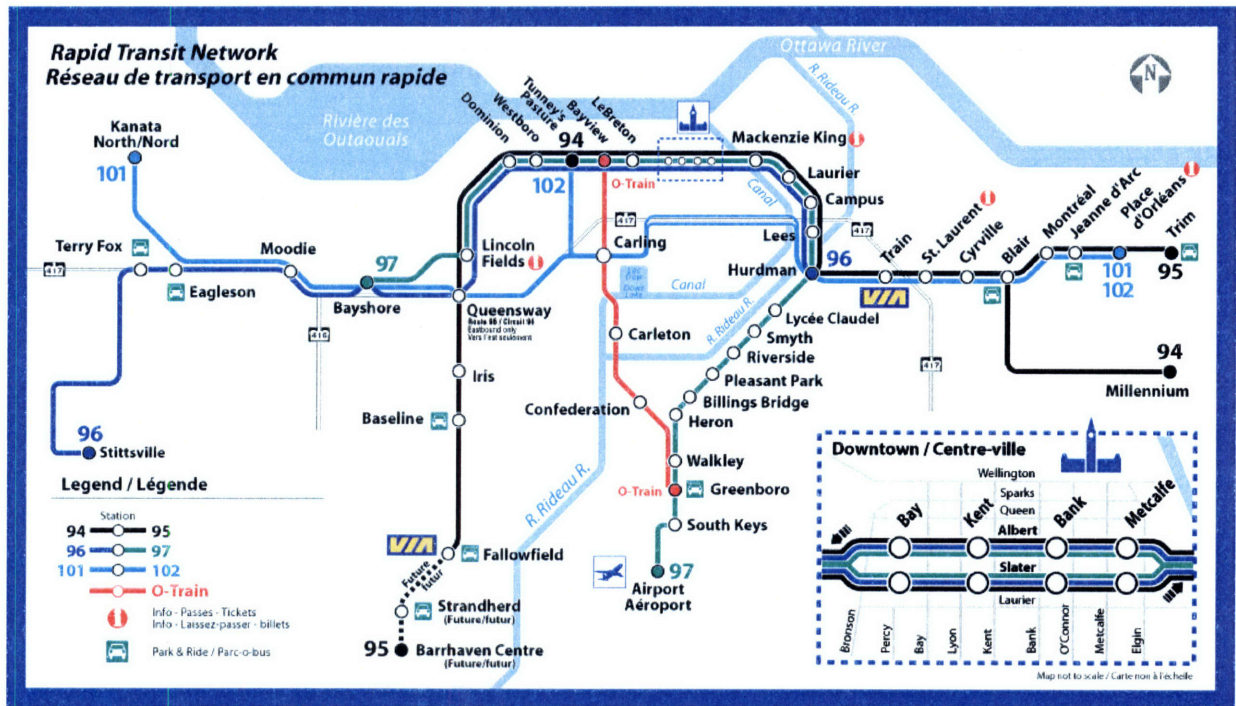 Rapid Transit Network
Réseau de transport en commun rapide
Ottawa River
R. Rideau R.
N
Rivière des
Outaouais
Kanata
North/Nord
101
Dominion
Westboro
Tunney's
Pasture
Bayview
LeBreton
94
102
O-Train
Mackenzie King
Laurier
Campus
Lees
Hurdman
96
Canal
417
417
Terry Fox
417
Eagleson
Moodie
97
Bayshore
416
Lincoln
Fields
Queensway
Route 96 / Circuit 96
Eastbound only
Vers l'est seulement
Carling
Canal
R. Rideau R.
Train
VIA
St. Laurent
Cyrville
Blair
Montréal
Jeanne d'Arc
Place
d'Orléans
Trim
101
102
95
417
94
Millennium
Iris
Baseline
Carleton
Confederation
Lycée Claudel
Smyth
Riverside
Pleasant Park
Billings Bridge
Heron
Walkley
O-Train
Greenboro
South Keys
97
Airport
Aéroport
R. Rideau R.
96
Stittsville
VIA
Fallowfield
Future
futur
Strandherd
(Future/futur)
95
Barrhaven Centre
(Future/futur)
Legend / Légende
Station
94
95
96
97
101
102
O-Train
Info - Passes - Tickets
Info - Laissez-passer - billets
Park & Ride / Parc-o-bus
Downtown / Centre-ville
Wellington
Sparks
Queen
Albert
Slater
Laurier
Bay
Kent
Bank
Metcalfe
Bronson
Percy
Bay
Lyon
Kent
Bank
O'Connor
Metcalfe
Elgin
Map not to scale / Carte non à l'échelle